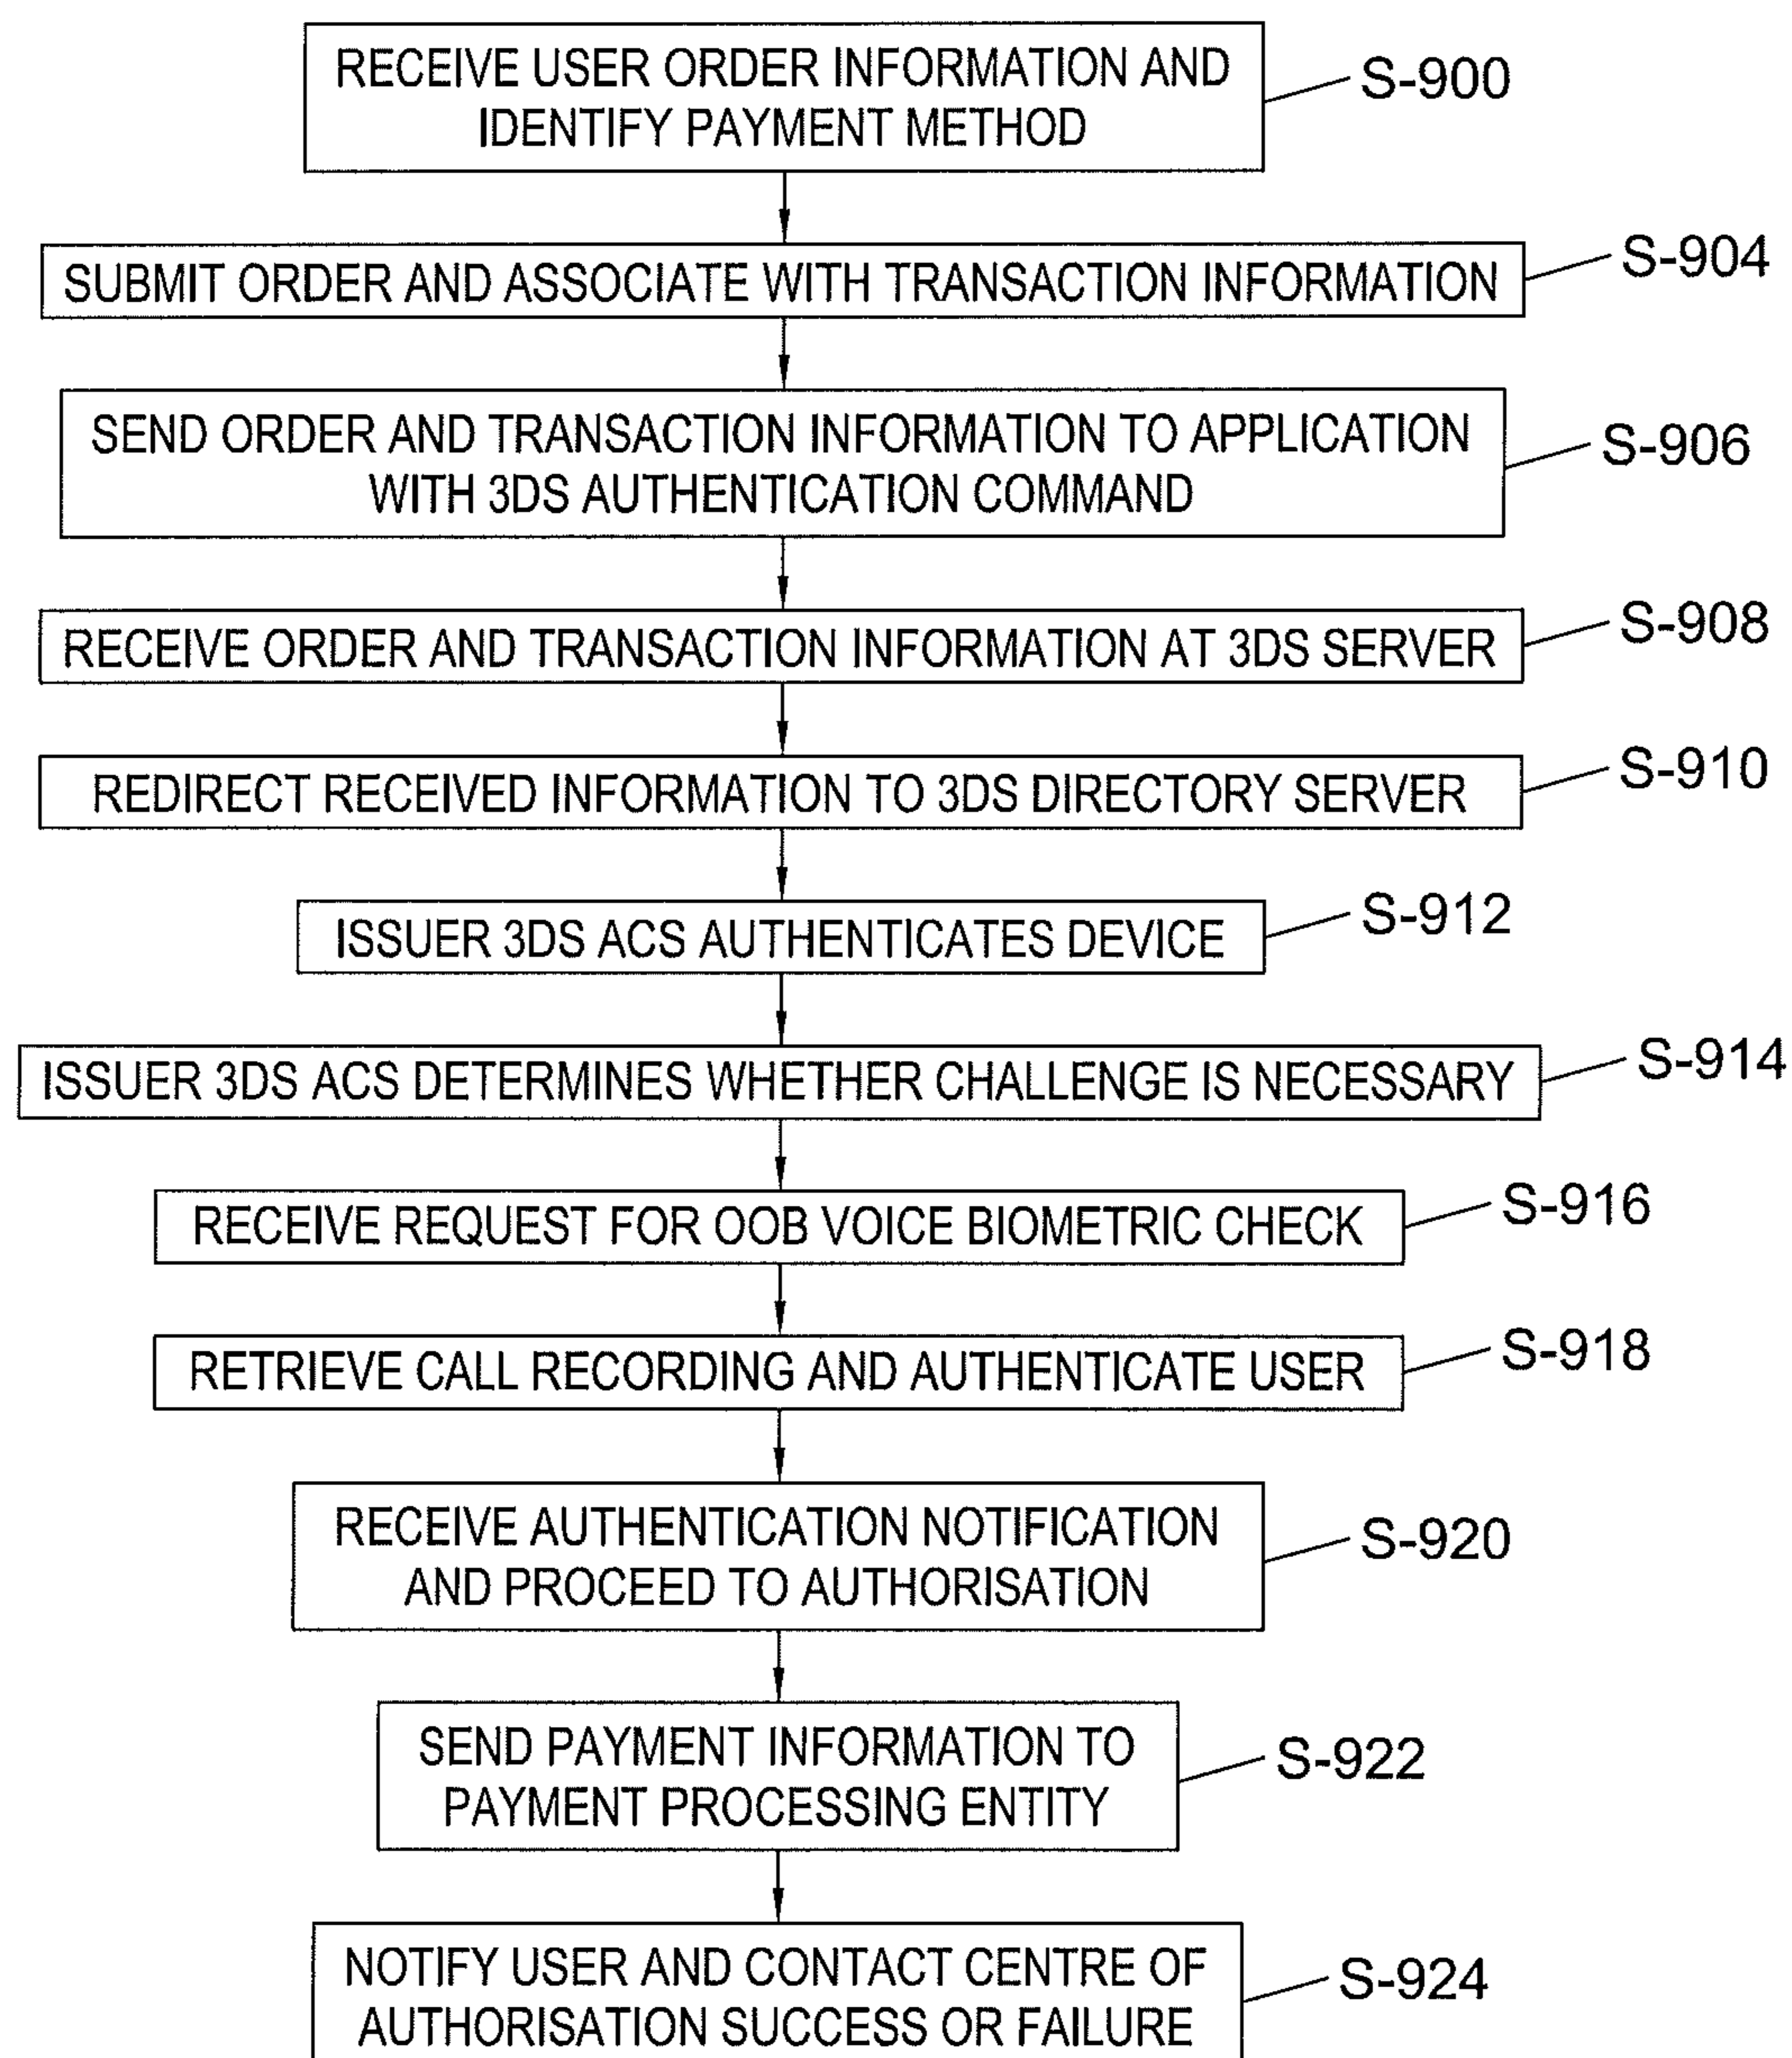 RECEIVE USER ORDER INFORMATION AND
IDENTIFY PAYMENT METHOD
S-900
SUBMIT ORDER AND ASSOCIATE WITH TRANSACTION INFORMATION
S-904
SEND ORDER AND TRANSACTION INFORMATION TO APPLICATION
WITH 3DS AUTHENTICATION COMMAND
S-906
RECEIVE ORDER AND TRANSACTION INFORMATION AT 3DS SERVER
S-908
REDIRECT RECEIVED INFORMATION TO 3DS DIRECTORY SERVER
S-910
ISSUER 3DS ACS AUTHENTICATES DEVICE
S-912
ISSUER 3DS ACS DETERMINES WHETHER CHALLENGE IS NECESSARY
S-914
RECEIVE REQUEST FOR OOB VOICE BIOMETRIC CHECK
S-916
RETRIEVE CALL RECORDING AND AUTHENTICATE USER
S-918
RECEIVE AUTHENTICATION NOTIFICATION
AND PROCEED TO AUTHORISATION
S-920
SEND PAYMENT INFORMATION TO
PAYMENT PROCESSING ENTITY
S-922
NOTIFY USER AND CONTACT CENTRE OF
AUTHORISATION SUCCESS OR FAILURE
S-924